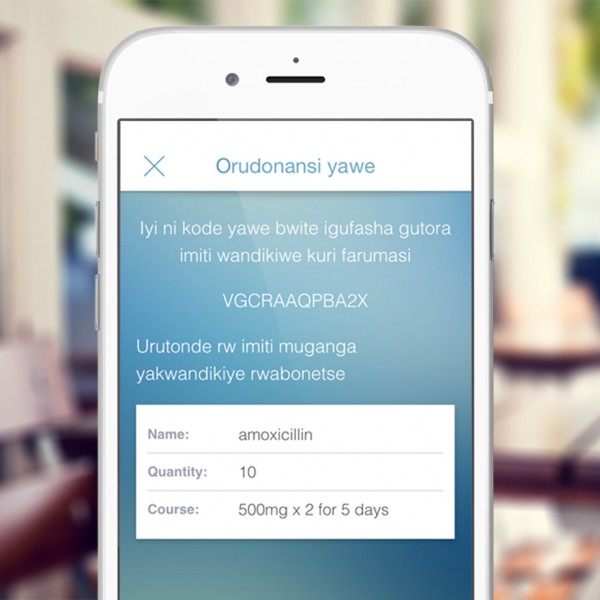 Orudonansi yawe
Iyi ni kode yawe bwite igufasha gutora
imiti wandikiwe kuri farumasi
VGCRAAQPBA2X
Urutonde rw imiti muganga
yakwandikiye rwabonetse
Name: amoxicillin
Quantity: 10
Course: 500mg x 2 for 5 days